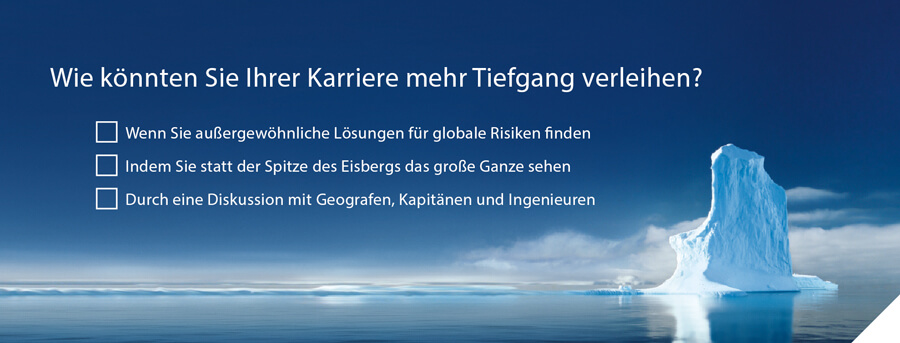 Wie könnten Sie Ihrer Karriere mehr Tiefgang verleihen?
Wenn Sie außergewöhnliche Lösungen für globale Risiken finden
Indem Sie statt der Spitze des Eisbergs das große Ganze sehen
Durch eine Diskussion mit Geografen, Kapitänen und Ingenieuren